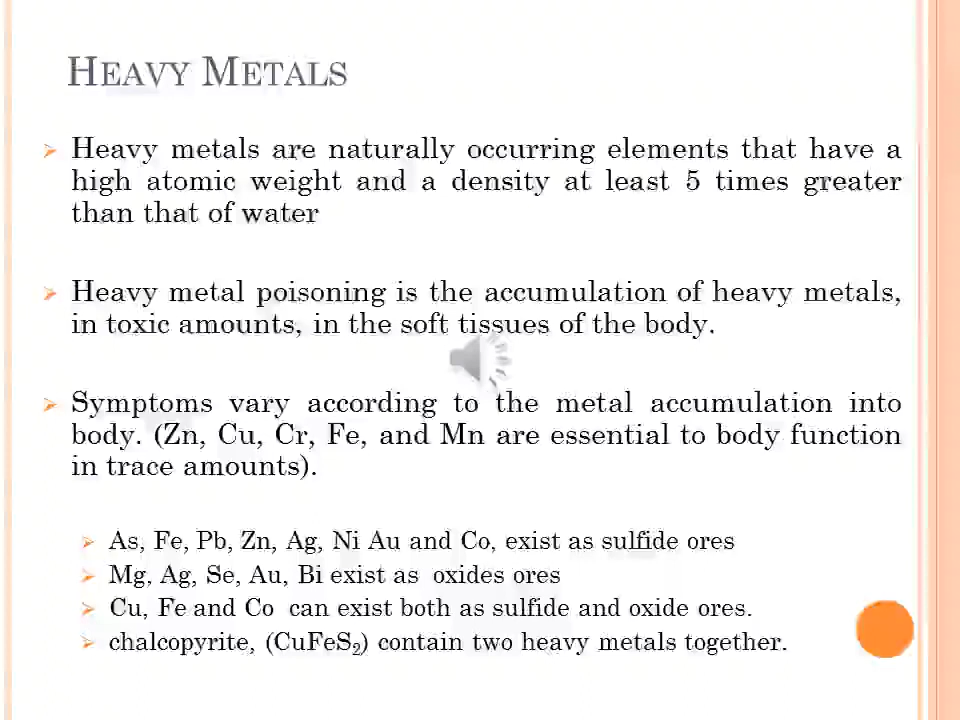 HEAVY METALS
Heavy metals are naturally occurring elements that have a
high atomic weight and a density at least 5 times greater
than that of water
Heavy metal poisoning is the accumulation of heavy metals,
in toxic amounts, in the soft tissues of the body.
Symptoms vary according to the metal accumulation into
body. (Zn, Cu, Cr, Fe, and Mn are essential to body function
in trace amounts).
As, Fe, Pb, Zn, Ag, Ni Au and Co, exist as sulfide ores
Mg, Ag, Se, Au, Bi exist as oxides ores
Cu, Fe and Co can exist both as sulfide and oxide ores.
chalcopyrite, (CuFeS₂) contain two heavy metals together.